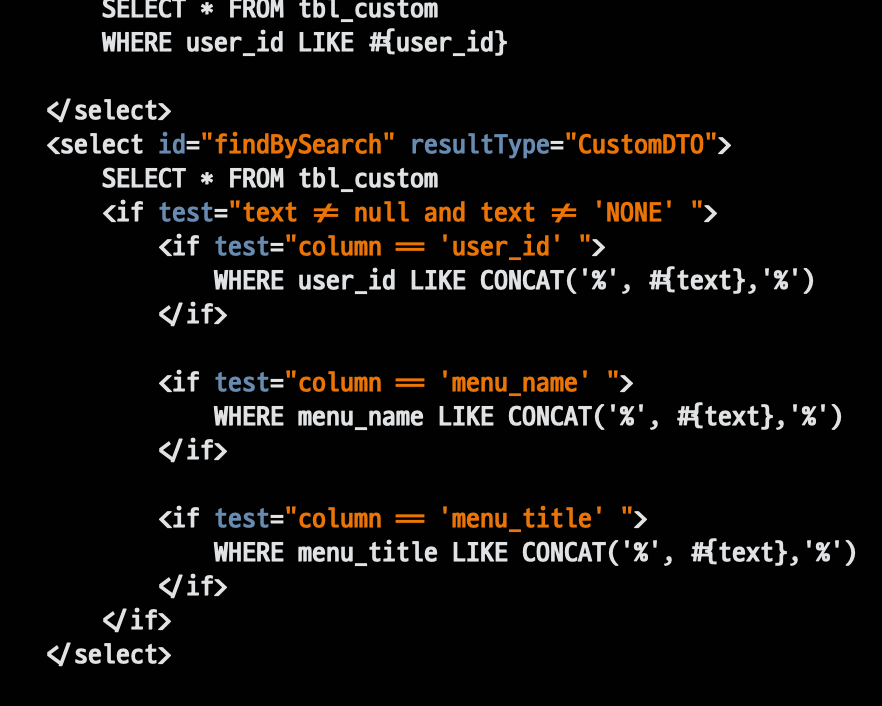 SELECT * FROM tbl_custom
WHERE user_id LIKE #{user_id}
</select>
<select id="findBySearch" resultType="CustomDTO">
SELECT * FROM tbl_custom
<if test="text != null and text != 'NONE' ">
<if test="column == 'user_id' ">
WHERE user_id LIKE CONCAT('%', #{text},'%')
</if>
<if test="column == 'menu_name' ">
WHERE menu_name LIKE CONCAT('%', #{text},'%')
</if>
<if test="column == 'menu_title' ">
WHERE menu_title LIKE CONCAT('%', #{text},'%')
</if>
</if>
</select>